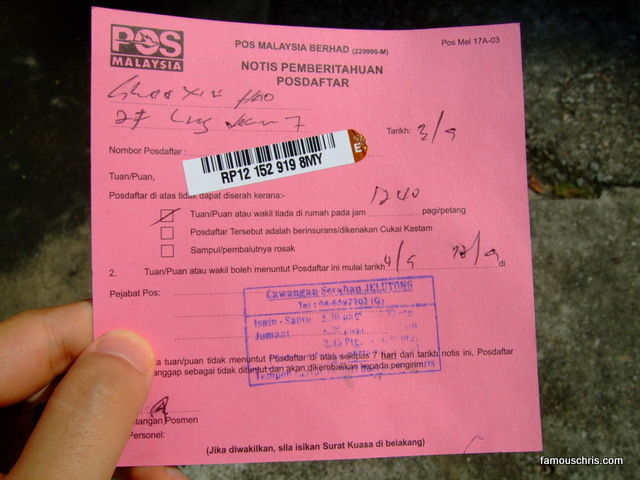 POS MALAYSIA
POS MALAYSIA BERHAD (229990-M)
Pos Mel 17A-03
NOTIS PEMBERITAHUAN
POSDAFTAR
27
Tarikh: 3/9
Nombor Posdaftar :
RP12 152 919 8MY
E
Tuan/Puan,
Posdaftar di atas tidak dapat diserah kerana:-
Tuan/Puan atau wakil tiada di rumah pada jam 1240 pagi/petang
Posdaftar Tersebut adalah berinsurans/dikenakan Cukai Kastam
Sampul/pembalutnya rosak
2. Tuan/Puan atau wakil boleh menuntut Posdaftar ini mulai tarikh 4/9 di
Pejabat Pos:
Cawangan Serahan JELUTONG
Isnin - Sabtu
Jumaat
tuan/puan tidak menuntut Posdaftar di atas selepas 7 hari dari tarikh notis ini, Posdaftar
anggap sebagai tidak dituntut dan akan dikembalikan kepada pengirim.
tangan Posmen
Personel:
(Jika diwakilkan, sila isikan Surat Kuasa di belakang)
famouschris.com